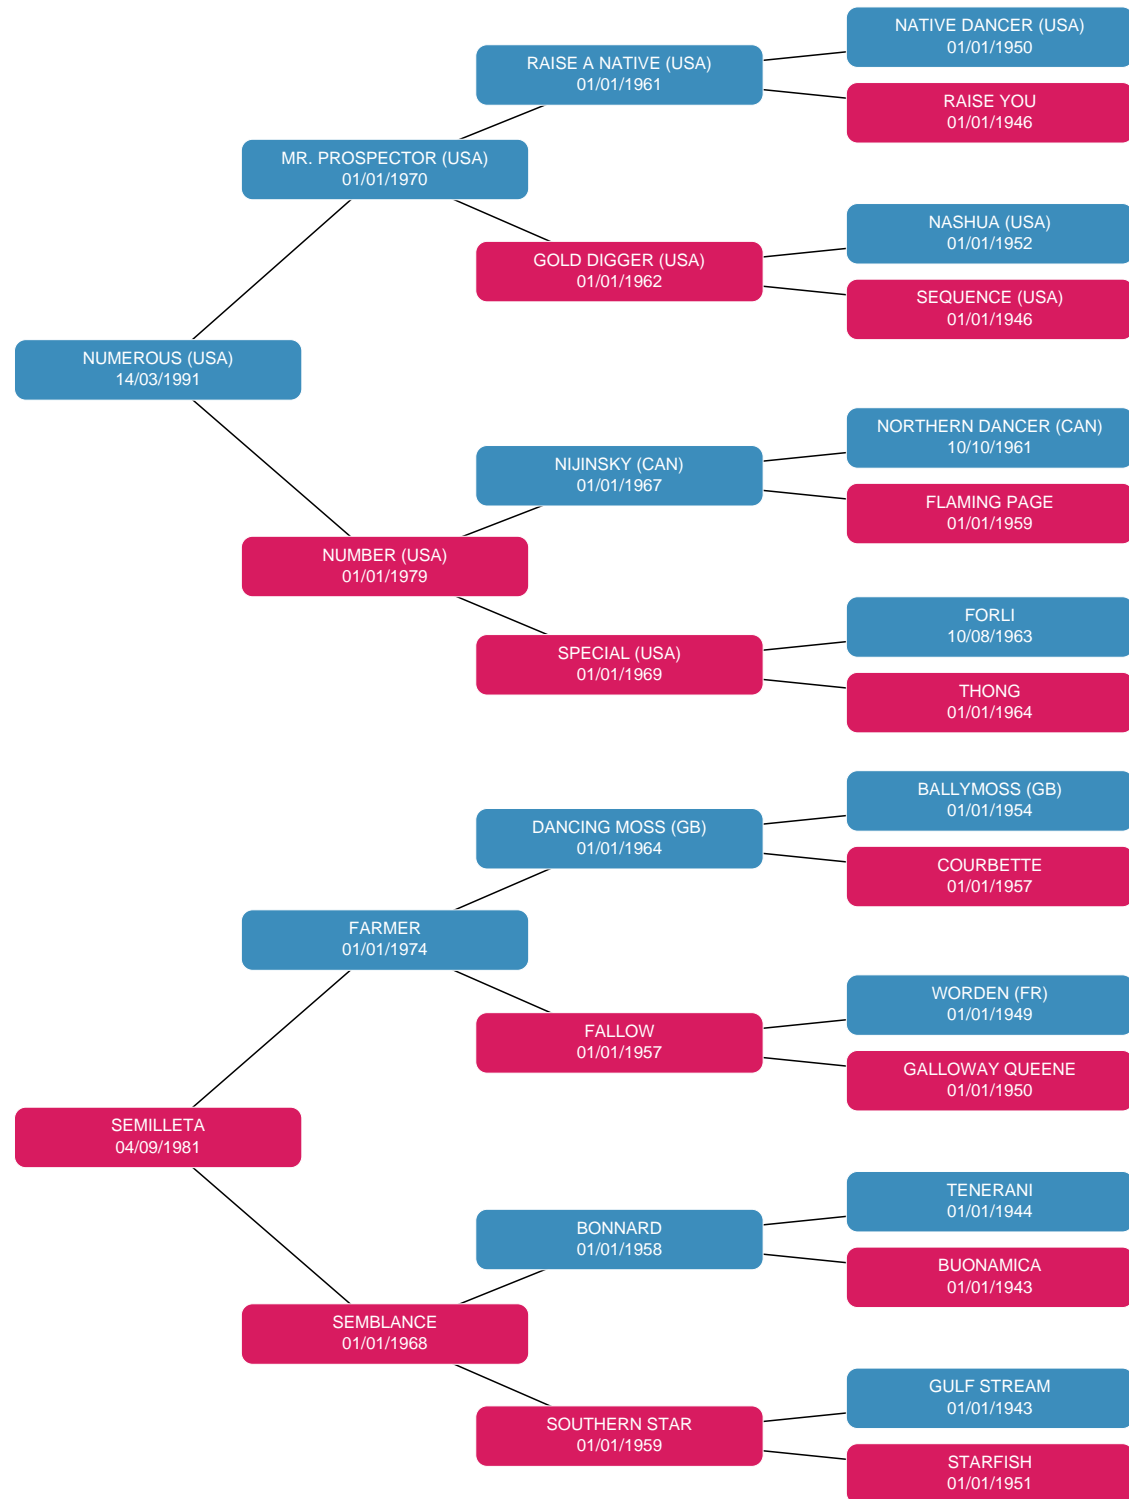 NATIVE DANCER (USA)
01/01/1950
RAISE A NATIVE (USA)
01/01/1961
RAISE YOU
01/01/1946
MR. PROSPECTOR (USA)
01/01/1970
NASHUA (USA)
01/01/1952
GOLD DIGGER (USA)
01/01/1962
SEQUENCE (USA)
01/01/1946
NUMEROUS (USA)
14/03/1991
NORTHERN DANCER (CAN)
10/10/1961
NIJINSKY (CAN)
01/01/1967
FLAMING PAGE
01/01/1959
NUMBER (USA)
01/01/1979
FORLI
10/08/1963
SPECIAL (USA)
01/01/1969
THONG
01/01/1964
BALLYMOSS (GB)
01/01/1954
DANCING MOSS (GB)
01/01/1964
COURBETTE
01/01/1957
FARMER
01/01/1974
WORDEN (FR)
01/01/1949
FALLOW
01/01/1957
GALLOWAY QUEENE
01/01/1950
SEMILLETA
04/09/1981
TENERANI
01/01/1944
BONNARD
01/01/1958
BUONAMICA
01/01/1943
SEMBLANCE
01/01/1968
GULF STREAM
01/01/1943
SOUTHERN STAR
01/01/1959
STARFISH
01/01/1951